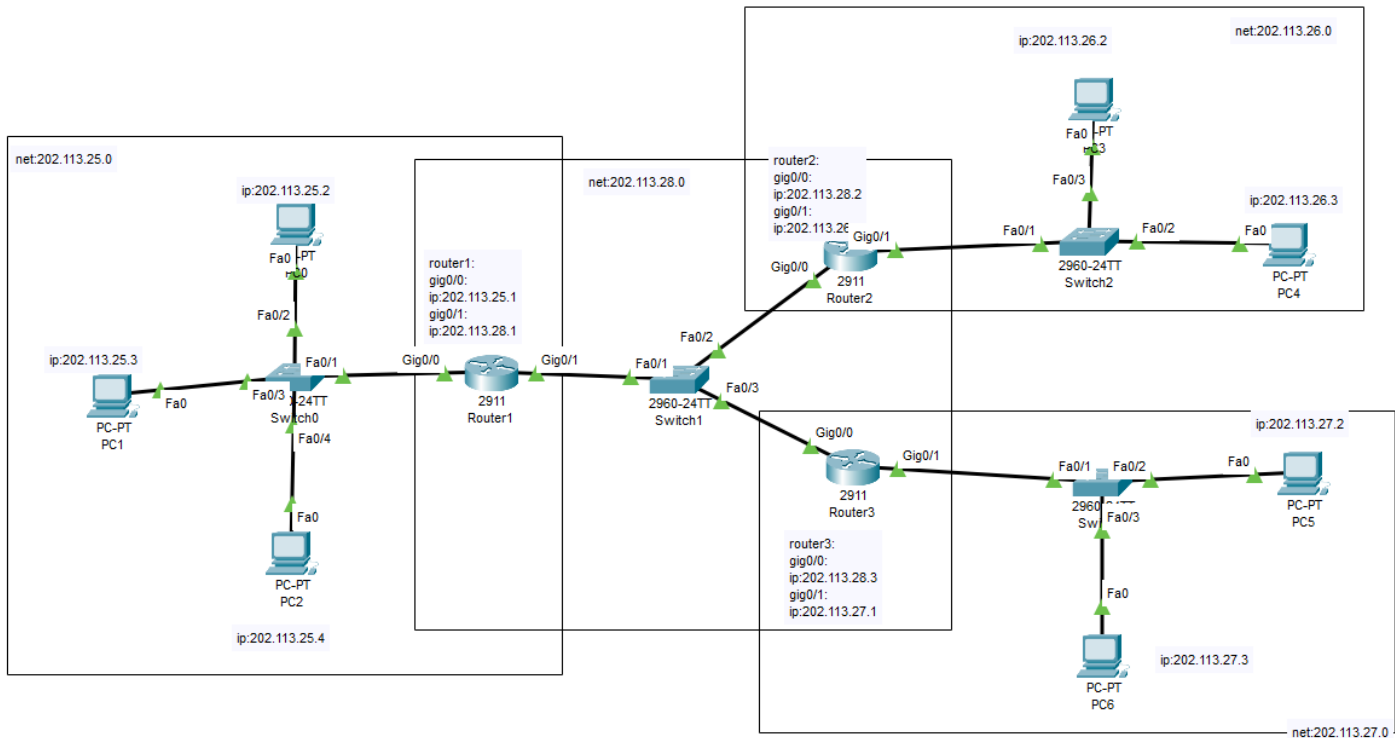 net:202.113.26.0
ip:202.113.26.2
Fa0
-PT
Fa0/3
ip:202.113.26.3
Fa0/1
Fa0/2
Fa0
2960-24TT
Switch2
PC-PT
PC4
net:202.113.25.0
ip:202.113.25.2
Fa0
-PT
Fa0/2
ip:202.113.25.3
Fa0/1
Fa0/3
Fa0
-24TT
Switch0
PC-PT
PC1
Fa0/4
Fa0
PC-PT
PC2
ip:202.113.25.4
net:202.113.28.0
router1:
gig0/0:
ip:202.113.25.1
gig0/1:
ip:202.113.28.1
Gig0/0
Gig0/1
2911
Router1
Fa0/1
Fa0/2
Fa0/3
2960-24TT
Switch1
router2:
gig0/0:
ip:202.113.28.2
gig0/1:
ip:202.113.26
Gig0/1
Gig0/0
2911
Router2
Gig0/0
Gig0/1
2911
Router3
router3:
gig0/0:
ip:202.113.28.3
gig0/1:
ip:202.113.27.1
ip:202.113.27.2
Fa0/1
Fa0/2
Fa0
2960
Fa0/3
PC-PT
PC5
Fa0
PC-PT
PC6
ip:202.113.27.3
net:202.113.27.0